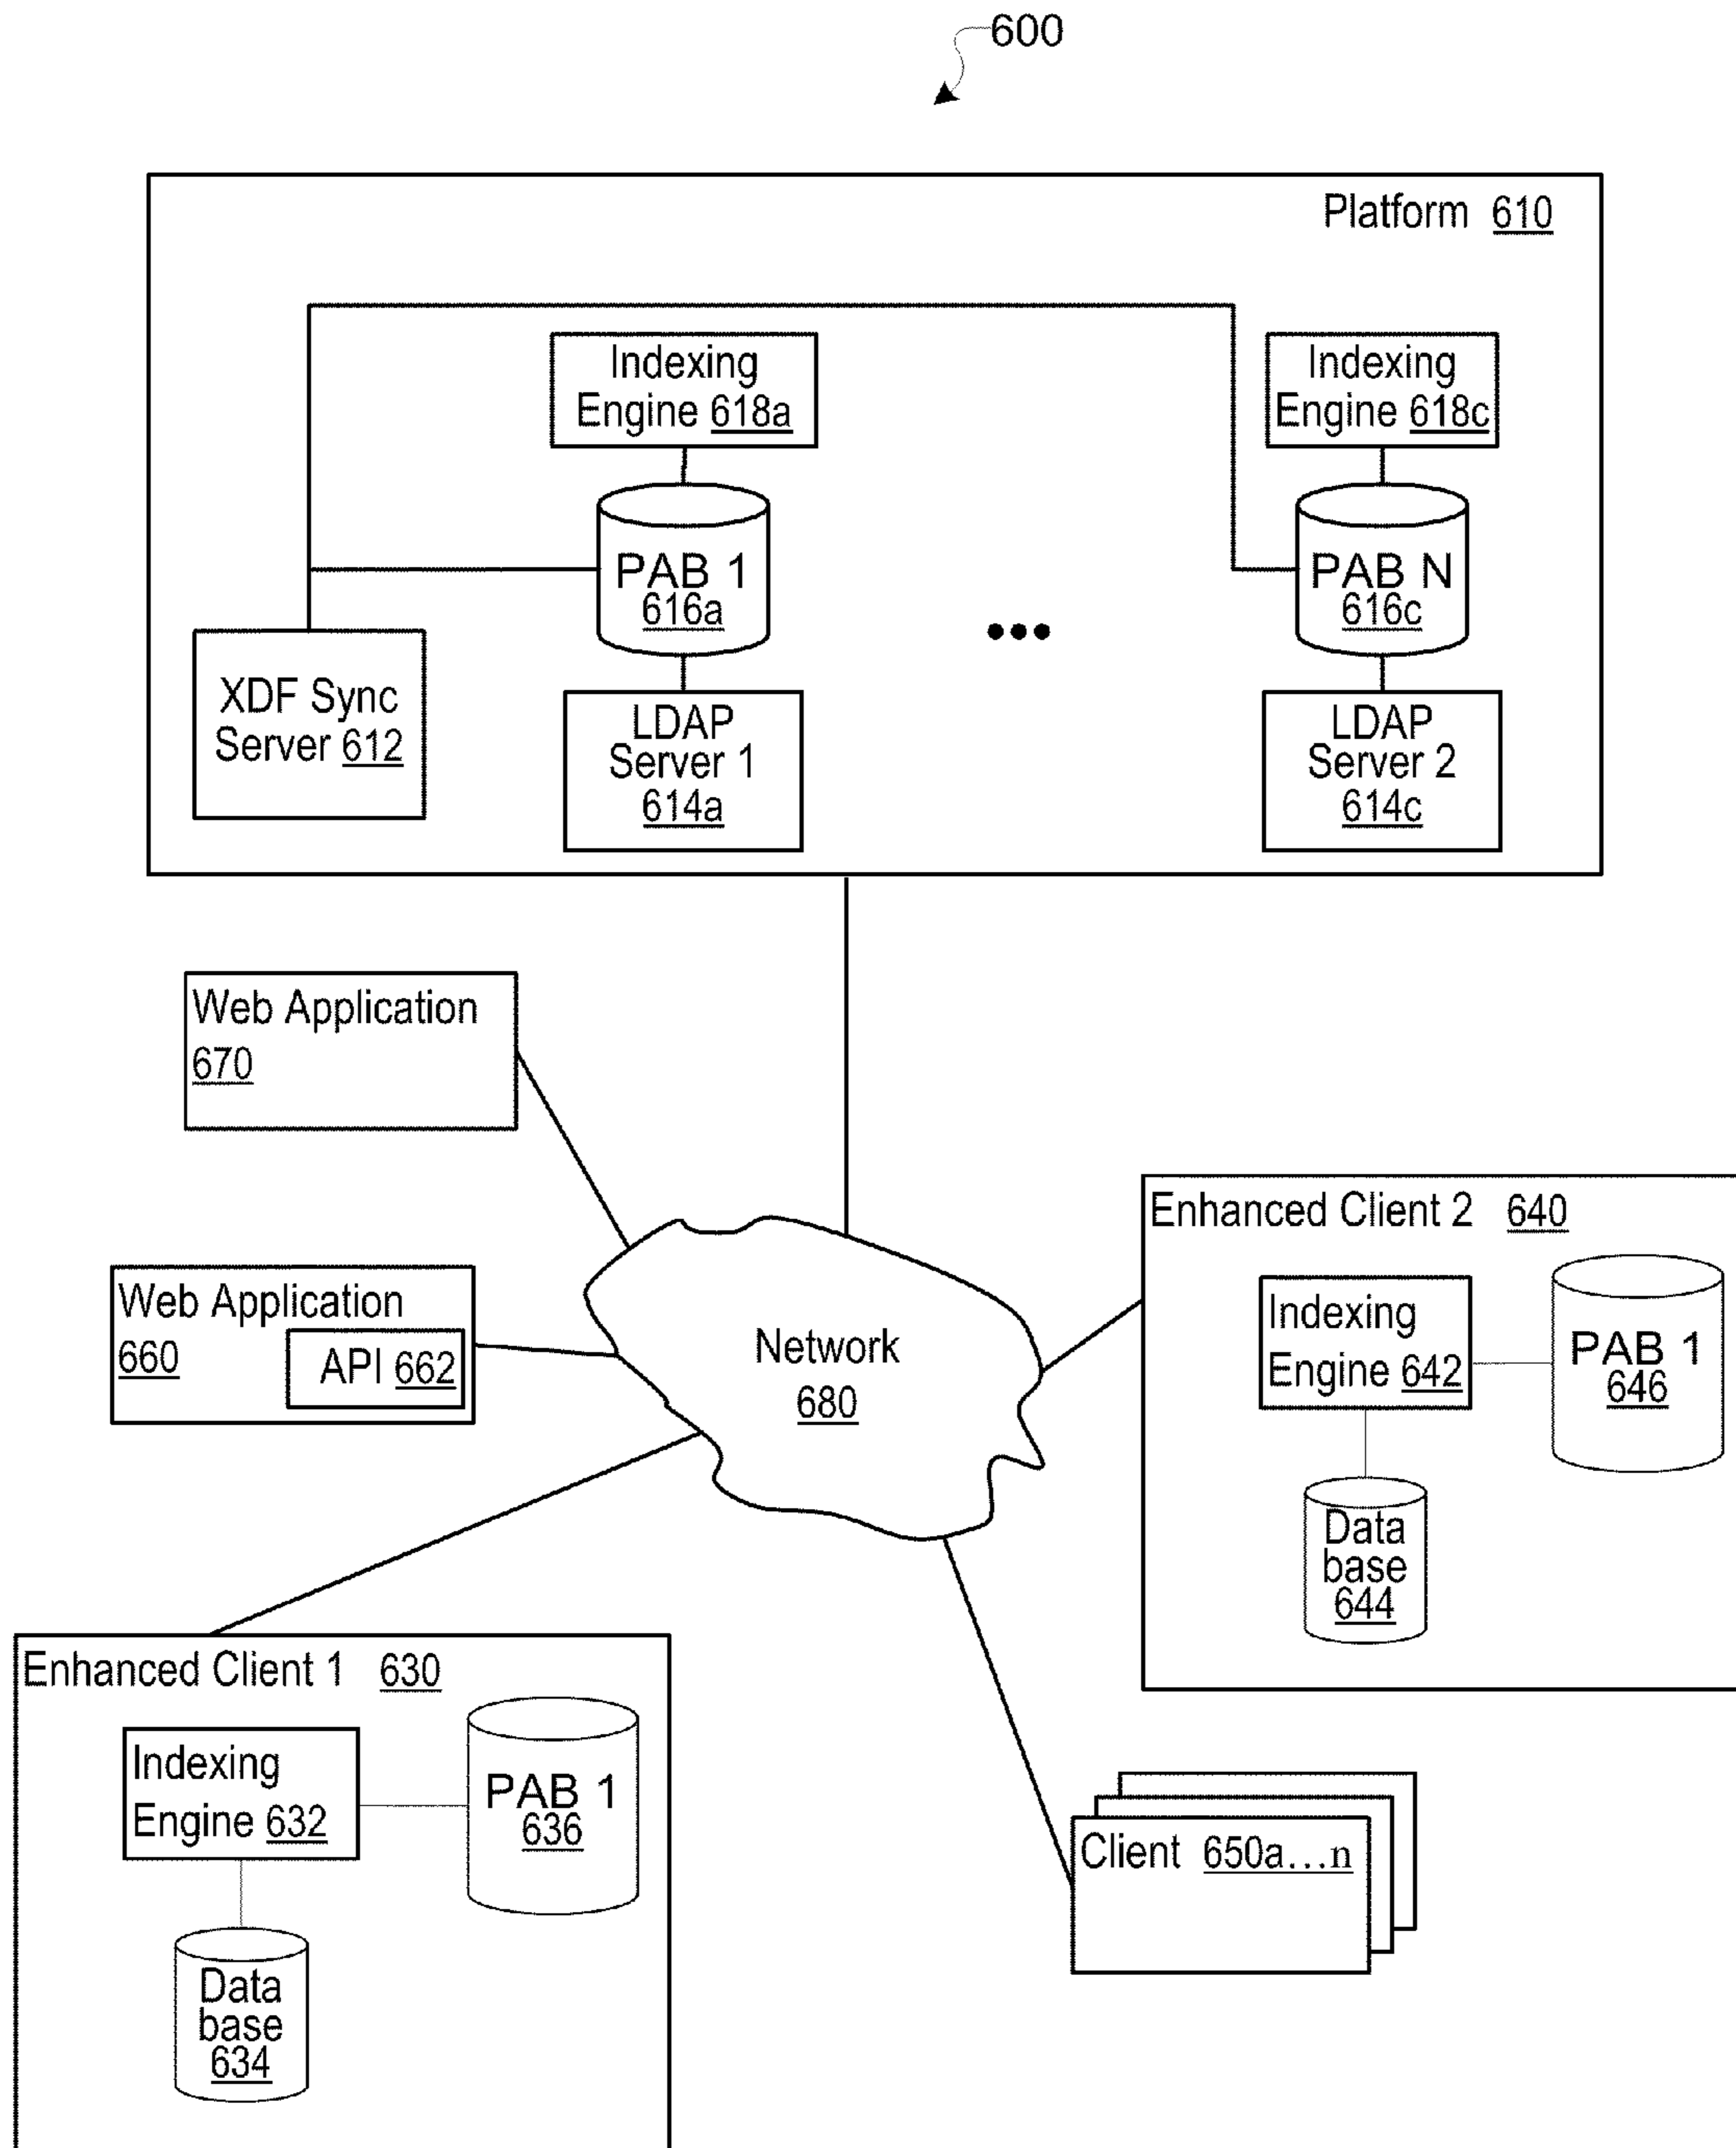 600
Platform 610
Indexing
Engine 618a
Indexing
Engine 618c
PAB 1
616a
PAB N
616c
XDF Sync
Server 612
LDAP
Server 1
614a
LDAP
Server 2
614c
Web Application
670
Web Application
660
API 662
Network
680
Enhanced Client 2 640
Indexing
Engine 642
PAB 1
646
Data
base
644
Enhanced Client 1 630
Indexing
Engine 632
PAB 1
636
Data
base
634
Client 650a...n